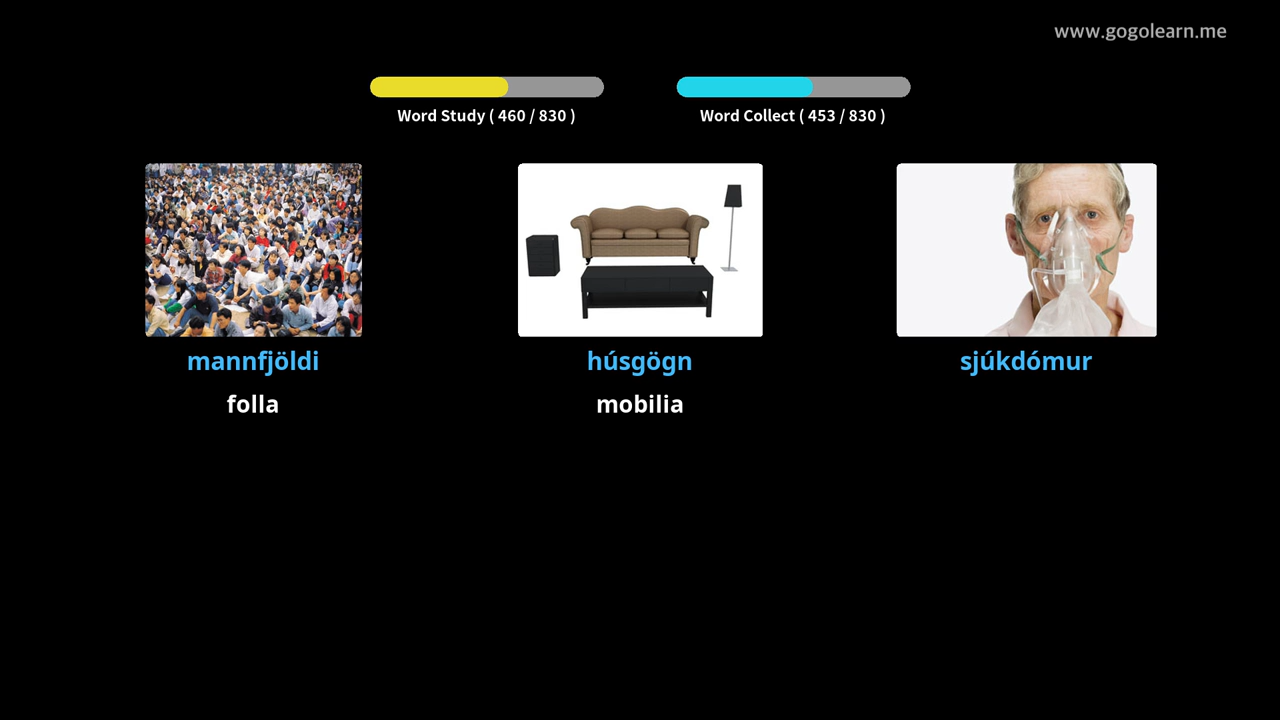 www.gogolearn.me
Word Study ( 460 / 830 )
Word Collect ( 453 / 830 )
mannfjöldi
húsgögn
sjúkdómur
folla
mobilia